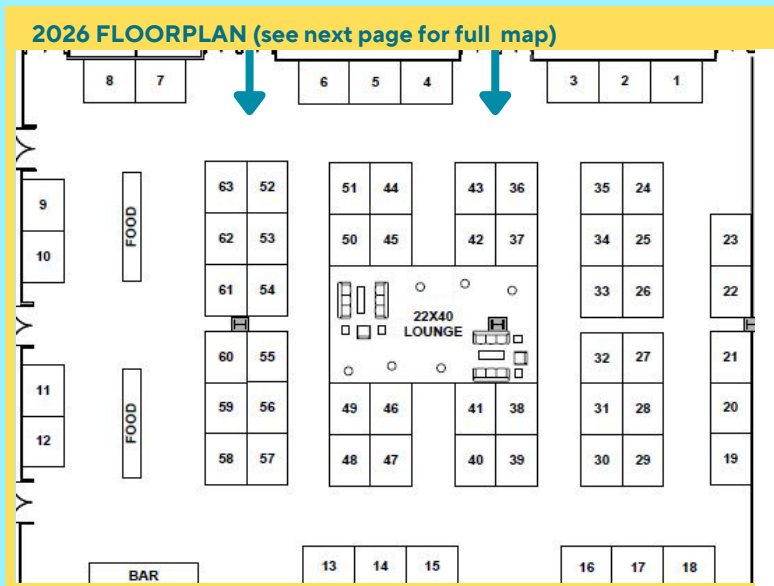 2026 FLOORPLAN (see next page for full map)
8 7 6 5 4 3 2 1
63 52 51 44 43 36 35 24
9
FOOD
62 53 50 45 42 37 34 25 23
10
61 54 33 26 22
22X40
LOUNGE
60 55 32 27 21
11
59 56 49 46 41 38 31 28 20
FOOD
12
58 57 48 47 40 39 30 29 19
13 14 15 16 17 18
BAR